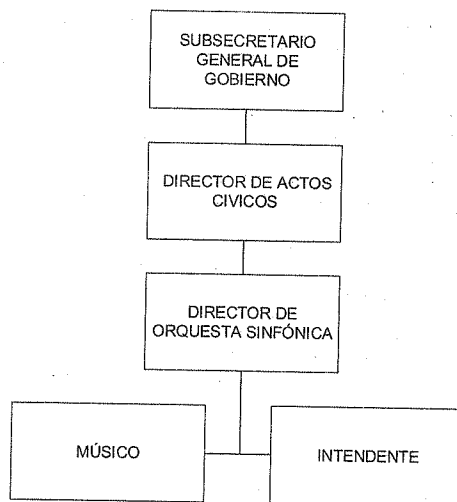 SUBSECRETARIO
GENERAL DE
GOBIERNO
DIRECTOR DE ACTOS
CIVICOS
DIRECTOR DE
ORQUESTA SINFÓNICA
MÚSICO
INTENDENTE